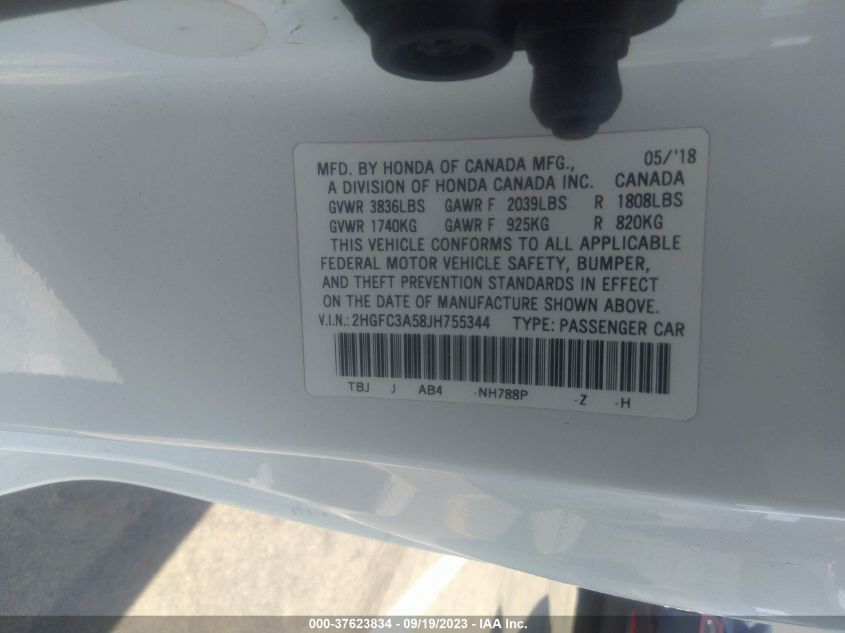 MFD. BY HONDA OF CANADA MFG., 05/'18
A DIVISION OF HONDA CANADA INC. CANADA
GVWR 3836LBS GAWR F 2039LBS R 1808LBS
GVWR 1740KG GAWR F 925KG R 820KG
THIS VEHICLE CONFORMS TO ALL APPLICABLE
FEDERAL MOTOR VEHICLE SAFETY, BUMPER,
AND THEFT PREVENTION STANDARDS IN EFFECT
ON THE DATE OF MANUFACTURE SHOWN ABOVE.
V.I.N.: 2HGFC3A58JH755344 TYPE: PASSENGER CAR
TBJ J AB4 -NH788P -Z -H
000-37623834 - 09/19/2023 - IAA Inc.